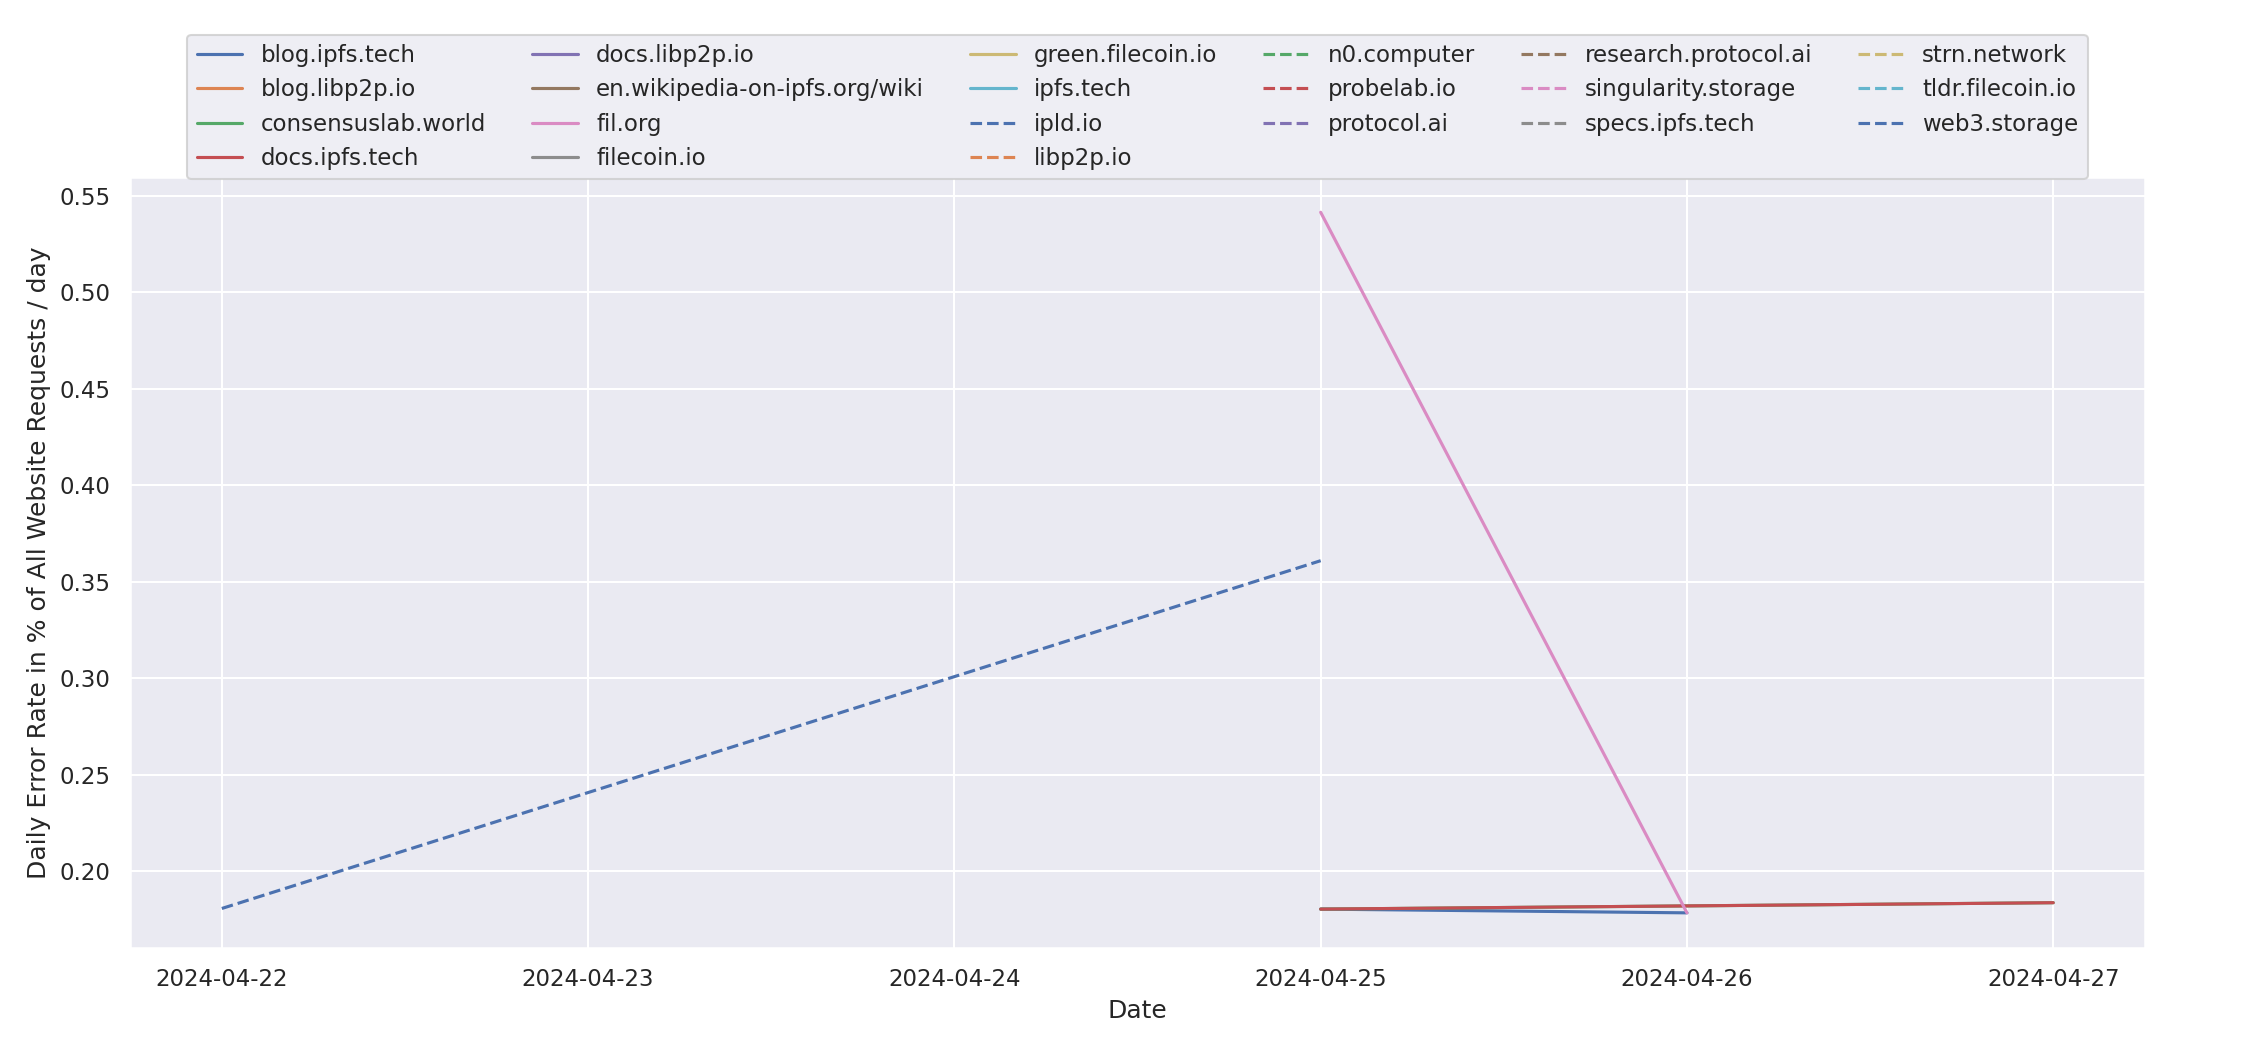 blog.ipfs.tech
blog.libp2p.io
consensuslab.world
docs.ipfs.tech
docs.libp2p.io
en.wikipedia-on-ipfs.org/wiki
fil.org
filecoin.io
green.filecoin.io
ipfs.tech
ipld.io
libp2p.io
n0.computer
probelab.io
protocol.ai
research.protocol.ai
singularity.storage
specs.ipfs.tech
strn.network
tldr.filecoin.io
web3.storage
Daily Error Rate in % of All Website Requests / day
0.55
0.50
0.45
0.40
0.35
0.30
0.25
0.20
2024-04-22
2024-04-23
2024-04-24
2024-04-25
2024-04-26
2024-04-27
Date